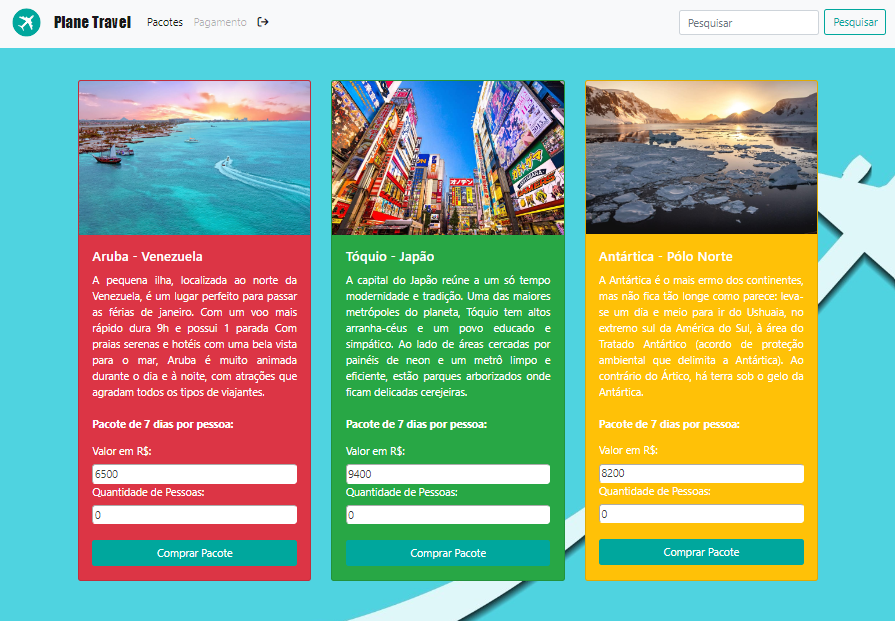 Plane Travel Pacotes Pagamento Pesquisar Pesquisar
Aruba - Venezuela
A pequena ilha, localizada ao norte da
Venezuela, é um lugar perfeito para passar
as férias de janeiro. Com um voo mais
rápido dura 9h e possui 1 parada Com
praias serenas e hotéis com uma bela vista
para o mar, Aruba é muito animada
durante o dia e à noite, com atrações que
agradam todos os tipos de viajantes.
Pacote de 7 dias por pessoa:
Valor em R$:
6500
Quantidade de Pessoas:
0
Comprar Pacote
Tóquio - Japão
A capital do Japão reúne a um só tempo
modernidade e tradição. Uma das maiores
metrópoles do planeta, Tóquio tem altos
arranha-céus e um povo educado e
simpático. Ao lado de áreas cercadas por
painéis de neon e um metrô limpo e
eficiente, estão parques arborizados onde
ficam delicadas cerejeiras.
Pacote de 7 dias por pessoa:
Valor em R$:
9400
Quantidade de Pessoas:
0
Comprar Pacote
Antártica - Pólo Norte
A Antártica é o mais ermo dos continentes,
mas não fica tão longe como parece: leva-
se um dia e meio para ir do Ushuaia, no
extremo sul da América do Sul, à área do
Tratado Antártico (acordo de proteção
ambiental que delimita a Antártica). Ao
contrário do Ártico, há terra sob o gelo da
Antártica.
Pacote de 7 dias por pessoa:
Valor em R$:
8200
Quantidade de Pessoas:
0
Comprar Pacote